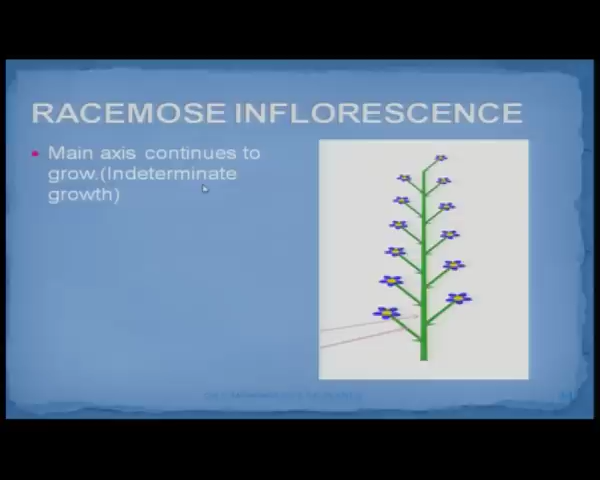 RACEMOSE INFLORESCENCE
Main axis continues to
grow.(Indeterminate
growth)